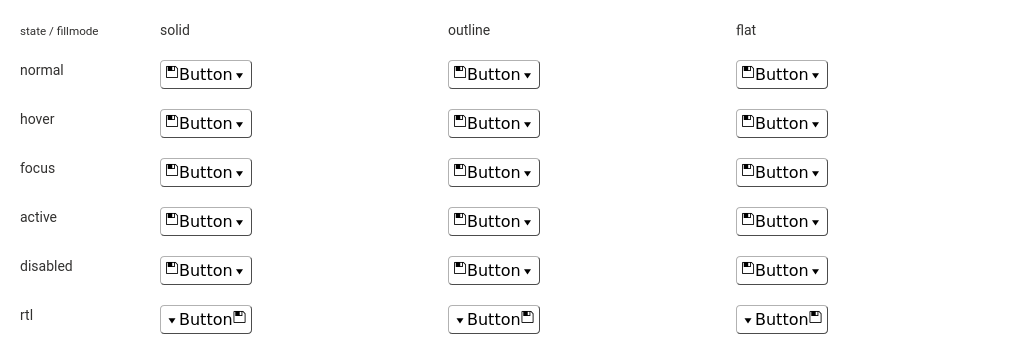 state / fillmode solid outline flat
normal Button Button Button
hover Button Button Button
focus Button Button Button
active Button Button Button
disabled Button Button Button
rtl Button Button Button